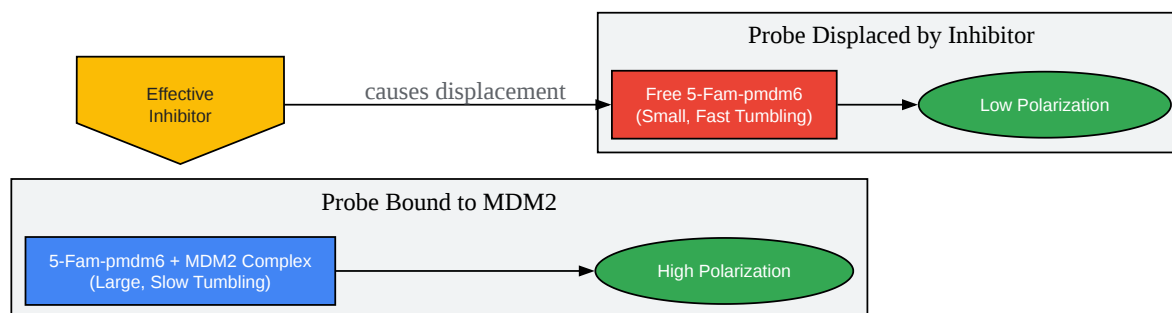 Probe Displaced by Inhibitor
Effective
Inhibitor
causes displacement
Free 5-Fam-pmdm6
(Small, Fast Tumbling)
Low Polarization
Probe Bound to MDM2
5-Fam-pmdm6 + MDM2 Complex
(Large, Slow Tumbling)
High Polarization